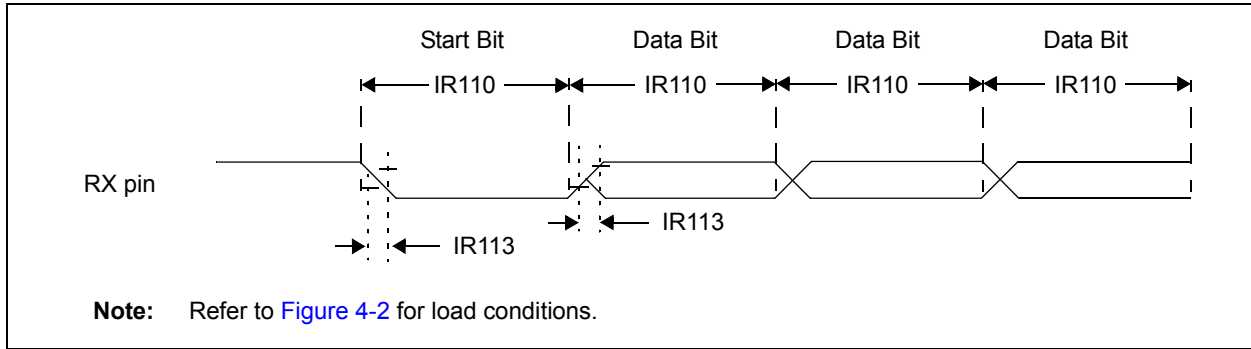 Start Bit Data Bit Data Bit Data Bit
IR110 IR110 IR110 IR110
RX pin
IR113 IR113
Note: Refer to Figure 4-2 for load conditions.